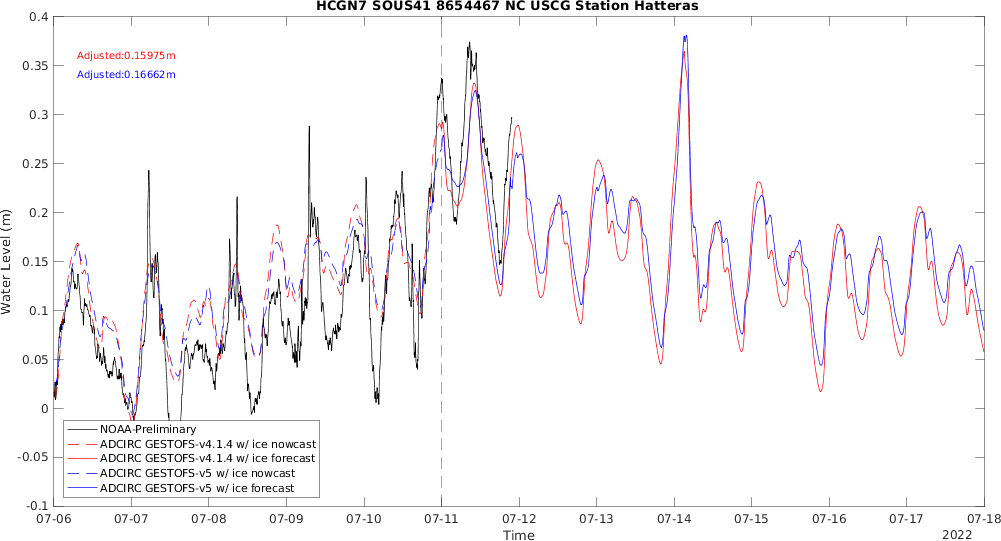 HCGN7 SOUS41 8654467 NC USCG Station Hatteras
Adjusted:0.15975m
Adjusted:0.16662m
Water Level (m)
0.4
0.35
0.3
0.25
0.2
0.15
0.1
0.05
0
-0.05
-0.1
NOAA-Preliminary
ADCIRC GESTOFS-v4.1.4 w/ ice nowcast
ADCIRC GESTOFS-v4.1.4 w/ ice forecast
ADCIRC GESTOFS-v5 w/ ice nowcast
ADCIRC GESTOFS-v5 w/ ice forecast
07-06 07-07 07-08 07-09 07-10 07-11 07-12 07-13 07-14 07-15 07-16 07-17 07-18
Time
2022